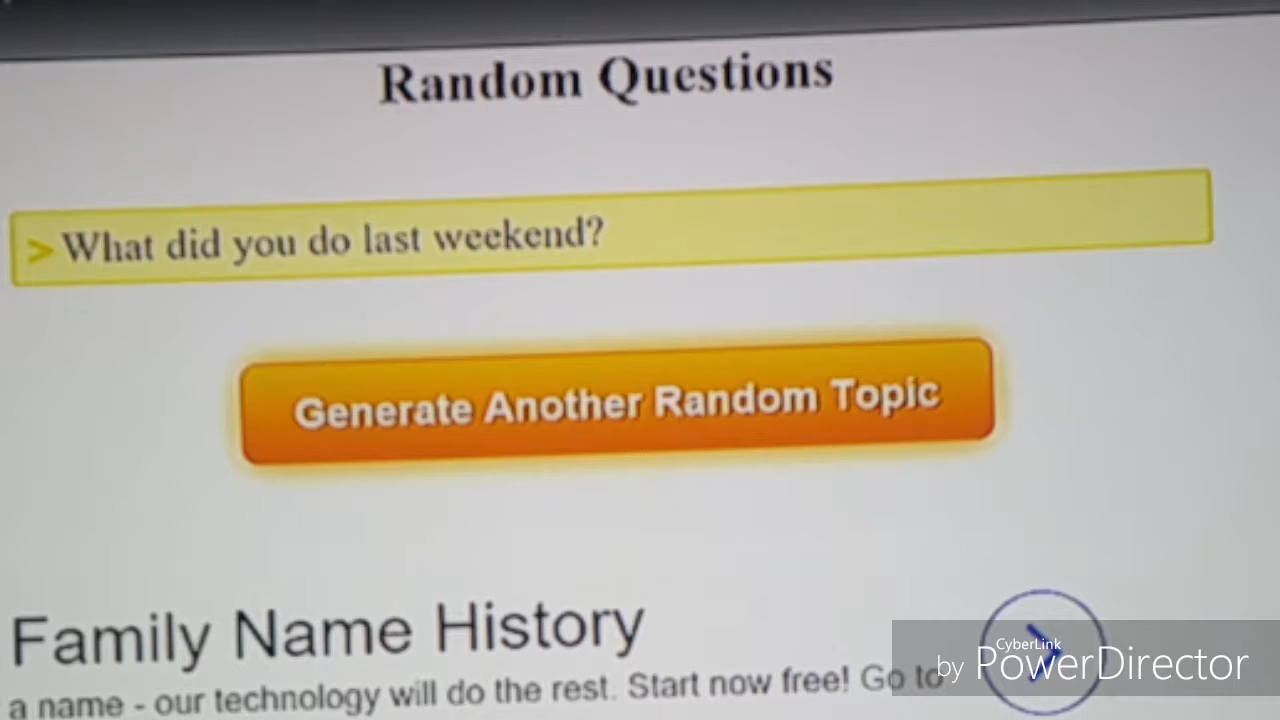 Random Questions
> What did you do last weekend?
Generate Another Random Topic
Family Name History
a name - our technology will do the rest. Start now free! Go to
CyberLink
by PowerDirector